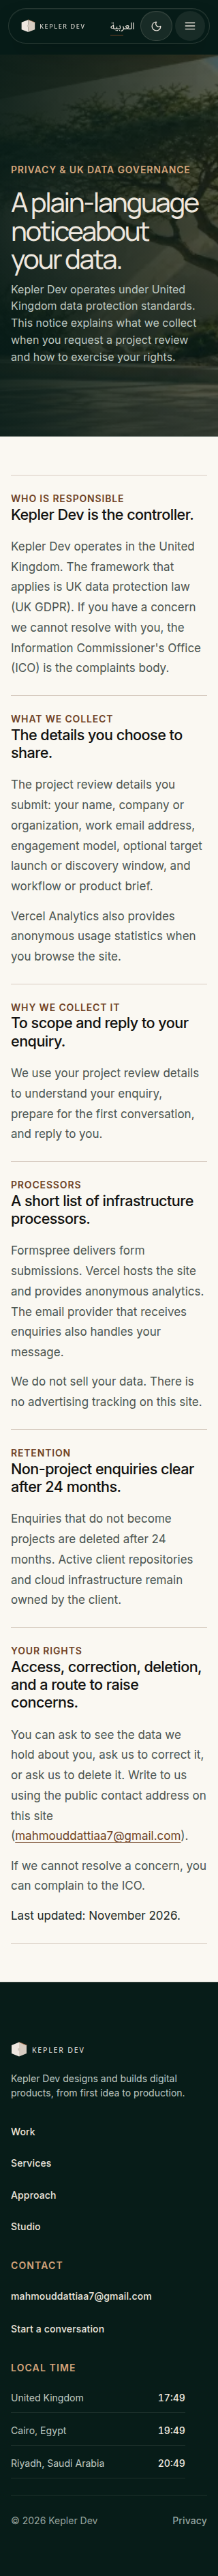 KEPLER DEV
العربية
PRIVACY & UK DATA GOVERNANCE
A plain-language
noticeabout
your data.
Kepler Dev operates under United
Kingdom data protection standards.
This notice explains what we collect
when you request a project review
and how to exercise your rights.
WHO IS RESPONSIBLE
Kepler Dev is the controller.
Kepler Dev operates in the United
Kingdom. The framework that
applies is UK data protection law
(UK GDPR). If you have a concern
we cannot resolve with you, the
Information Commissioner's Office
(ICO) is the complaints body.
WHAT WE COLLECT
The details you choose to
share.
The project review details you
submit: your name, company or
organization, work email address,
engagement model, optional target
launch or discovery window, and
workflow or product brief.
Vercel Analytics also provides
anonymous usage statistics when
you browse the site.
WHY WE COLLECT IT
To scope and reply to your
enquiry.
We use your project review details
to understand your enquiry,
prepare for the first conversation,
and reply to you.
PROCESSORS
A short list of infrastructure
processors.
Formspree delivers form
submissions. Vercel hosts the site
and provides anonymous analytics.
The email provider that receives
enquiries also handles your
message.
We do not sell your data. There is
no advertising tracking on this site.
RETENTION
Non-project enquiries clear
after 24 months.
Enquiries that do not become
projects are deleted after 24
months. Active client repositories
and cloud infrastructure remain
owned by the client.
YOUR RIGHTS
Access, correction, deletion,
and a route to raise
concerns.
You can ask to see the data we
hold about you, ask us to correct it,
or ask us to delete it. Write to us
using the public contact address on
this site
(mahmouddattiaa7@gmail.com).
If we cannot resolve a concern, you
can complain to the ICO.
Last updated: November 2026.
KEPLER DEV
Kepler Dev designs and builds digital
products, from first idea to production.
Work
Services
Approach
Studio
CONTACT
mahmouddattiaa7@gmail.com
Start a conversation
LOCAL TIME
United Kingdom 17:49
Cairo, Egypt 19:49
Riyadh, Saudi Arabia 20:49
© 2026 Kepler Dev Privacy